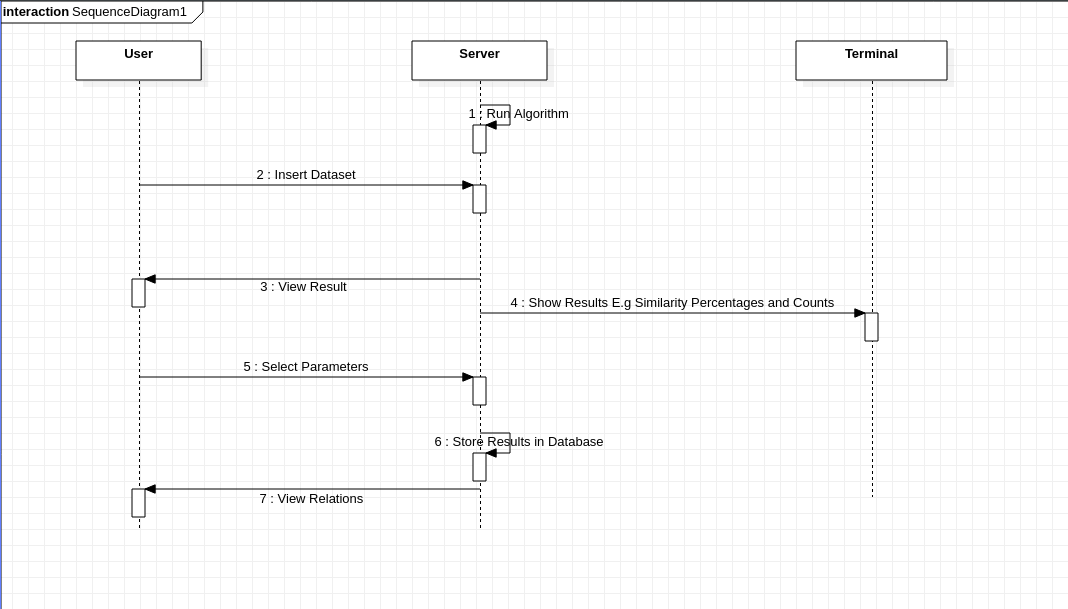 interaction SequenceDiagram1
User
Server
Terminal
1 : Run Algorithm
2 : Insert Dataset
3 : View Result
4 : Show Results E.g Similarity Percentages and Counts
5 : Select Parameters
6 : Store Results in Database
7 : View Relations